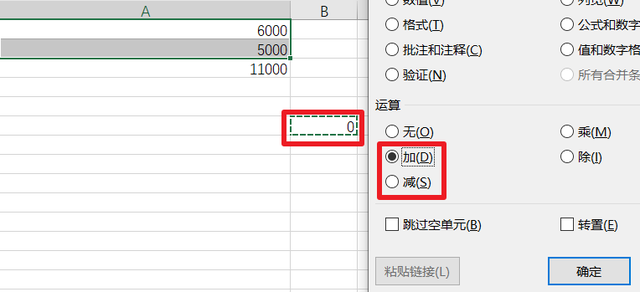 A
B
6000
5000
11000
0
数值(V)
列宽(W)
格式(T)
公式和数字
批注和注释(C)
值和数字格
验证(N)
所有合并条
运算
无(O)
乘(M)
加(D)
除(I)
减(S)
跳过空单元(B)
转置(E)
粘贴链接(L)
确定